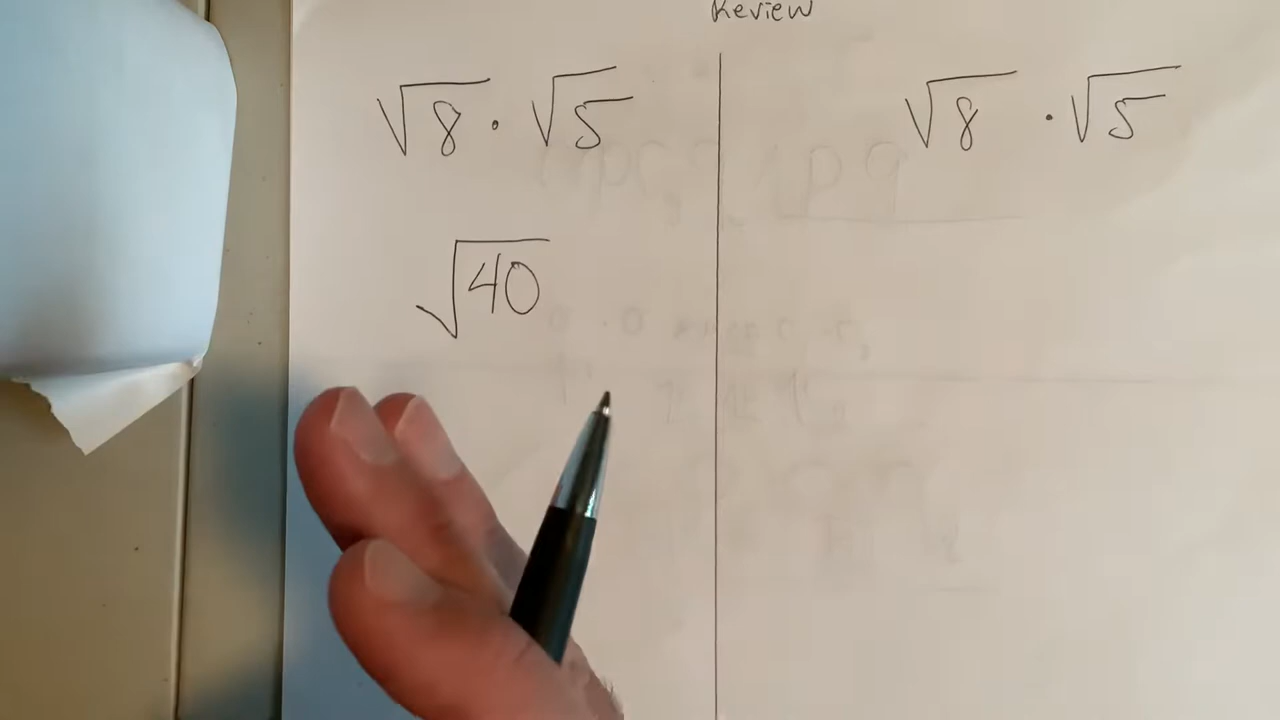 Review
√8 · √5
√8 · √5
√40